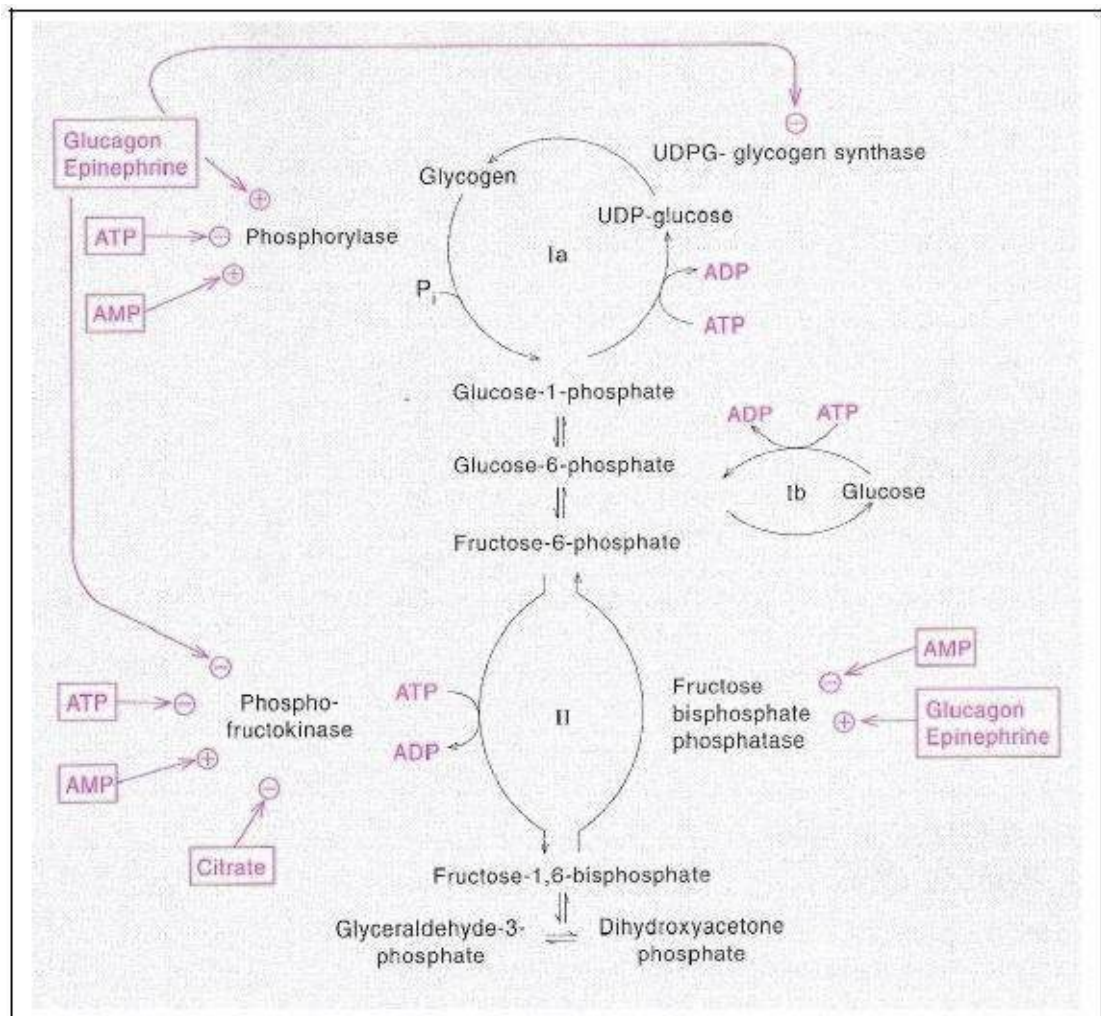 Glucagon
Epinephrine
UDPG- glycogen synthase
Glycogen
UDP-glucose
ATP
Phosphorylase
Ia
ADP
AMP
Pi
ATP
Glucose-1-phosphate
ADP
ATP
Glucose-6-phosphate
Ib
Glucose
Fructose-6-phosphate
AMP
ATP
Phospho-
fructokinase
ATP
II
Fructose
bisphosphate
phosphatase
Glucagon
Epinephrine
ADP
AMP
Citrate
Fructose-1,6-bisphosphate
Glyceraldehyde-3-
phosphate
Dihydroxyacetone
phosphate